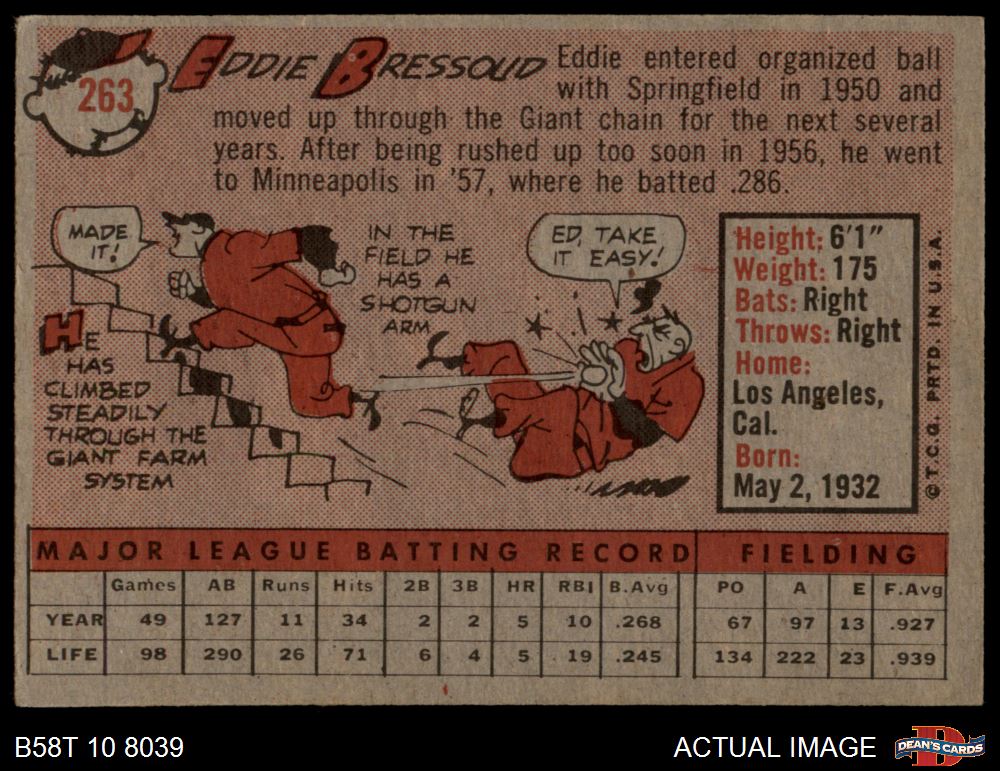 263
EDDIE BRESSOUD
Eddie entered organized ball
with Springfield in 1950 and
moved up through the Giant chain for the next several
years. After being rushed up too soon in 1956, he went
to Minneapolis in '57, where he batted .286.
MADE
IT!
HE
HAS
CLIMBED
STEADILY
THROUGH THE
GIANT FARM
SYSTEM
IN THE
FIELD HE
HAS A
SHOTGUN
ARM
ED, TAKE
IT EASY!
Height: 6'1"
Weight: 175
Bats: Right
Throws: Right
Home:
Los Angeles,
Cal.
Born:
May 2, 1932
© T.C.G. PRTD. IN U.S.A.
MAJOR LEAGUE BATTING RECORD FIELDING
Games AB Runs Hits 2B 3B HR RBI B.Avg PO A E F.Avg
YEAR 49 127 11 34 2 2 5 10 .268 67 97 13 .927
LIFE 98 290 26 71 6 4 5 19 .245 134 222 23 .939
B58T 10 8039
ACTUAL IMAGE
DEAN'S CARDS